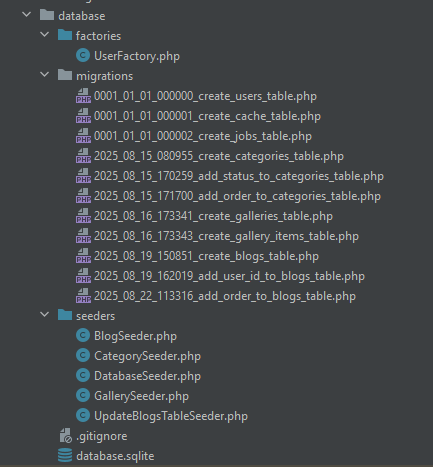 database
factories
UserFactory.php
migrations
0001_01_01_000000_create_users_table.php
0001_01_01_000001_create_cache_table.php
0001_01_01_000002_create_jobs_table.php
2025_08_15_080955_create_categories_table.php
2025_08_15_170259_add_status_to_categories_table.php
2025_08_15_171700_add_order_to_categories_table.php
2025_08_16_173341_create_galleries_table.php
2025_08_16_173343_create_gallery_items_table.php
2025_08_19_150851_create_blogs_table.php
2025_08_19_162019_add_user_id_to_blogs_table.php
2025_08_22_113316_add_order_to_blogs_table.php
seeders
BlogSeeder.php
CategorySeeder.php
DatabaseSeeder.php
GallerySeeder.php
UpdateBlogsTableSeeder.php
.gitignore
database.sqlite